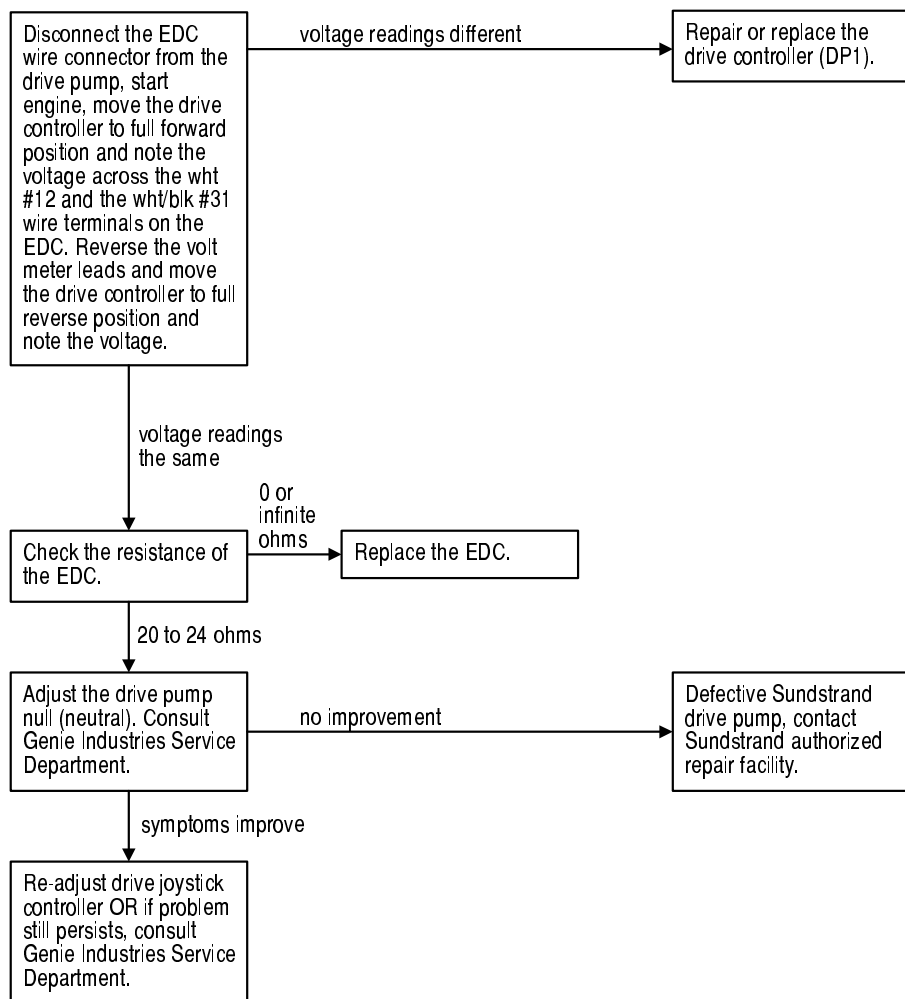 Disconnect the EDC
wire connector from the
drive pump, start
engine, move the drive
controller to full forward
position and note the
voltage across the wht
#12 and the wht/blk #31
wire terminals on the
EDC. Reverse the volt
meter leads and move
the drive controller to full
reverse position and
note the voltage.
voltage readings different
Repair or replace the
drive controller (DP1).
voltage readings
the same
Check the resistance of
the EDC.
0 or
infinite
ohms
Replace the EDC.
20 to 24 ohms
Adjust the drive pump
null (neutral). Consult
Genie Industries Service
Department.
no improvement
Defective Sundstrand
drive pump, contact
Sundstrand authorized
repair facility.
symptoms improve
Re-adjust drive joystick
controller OR if problem
still persists, consult
Genie Industries Service
Department.